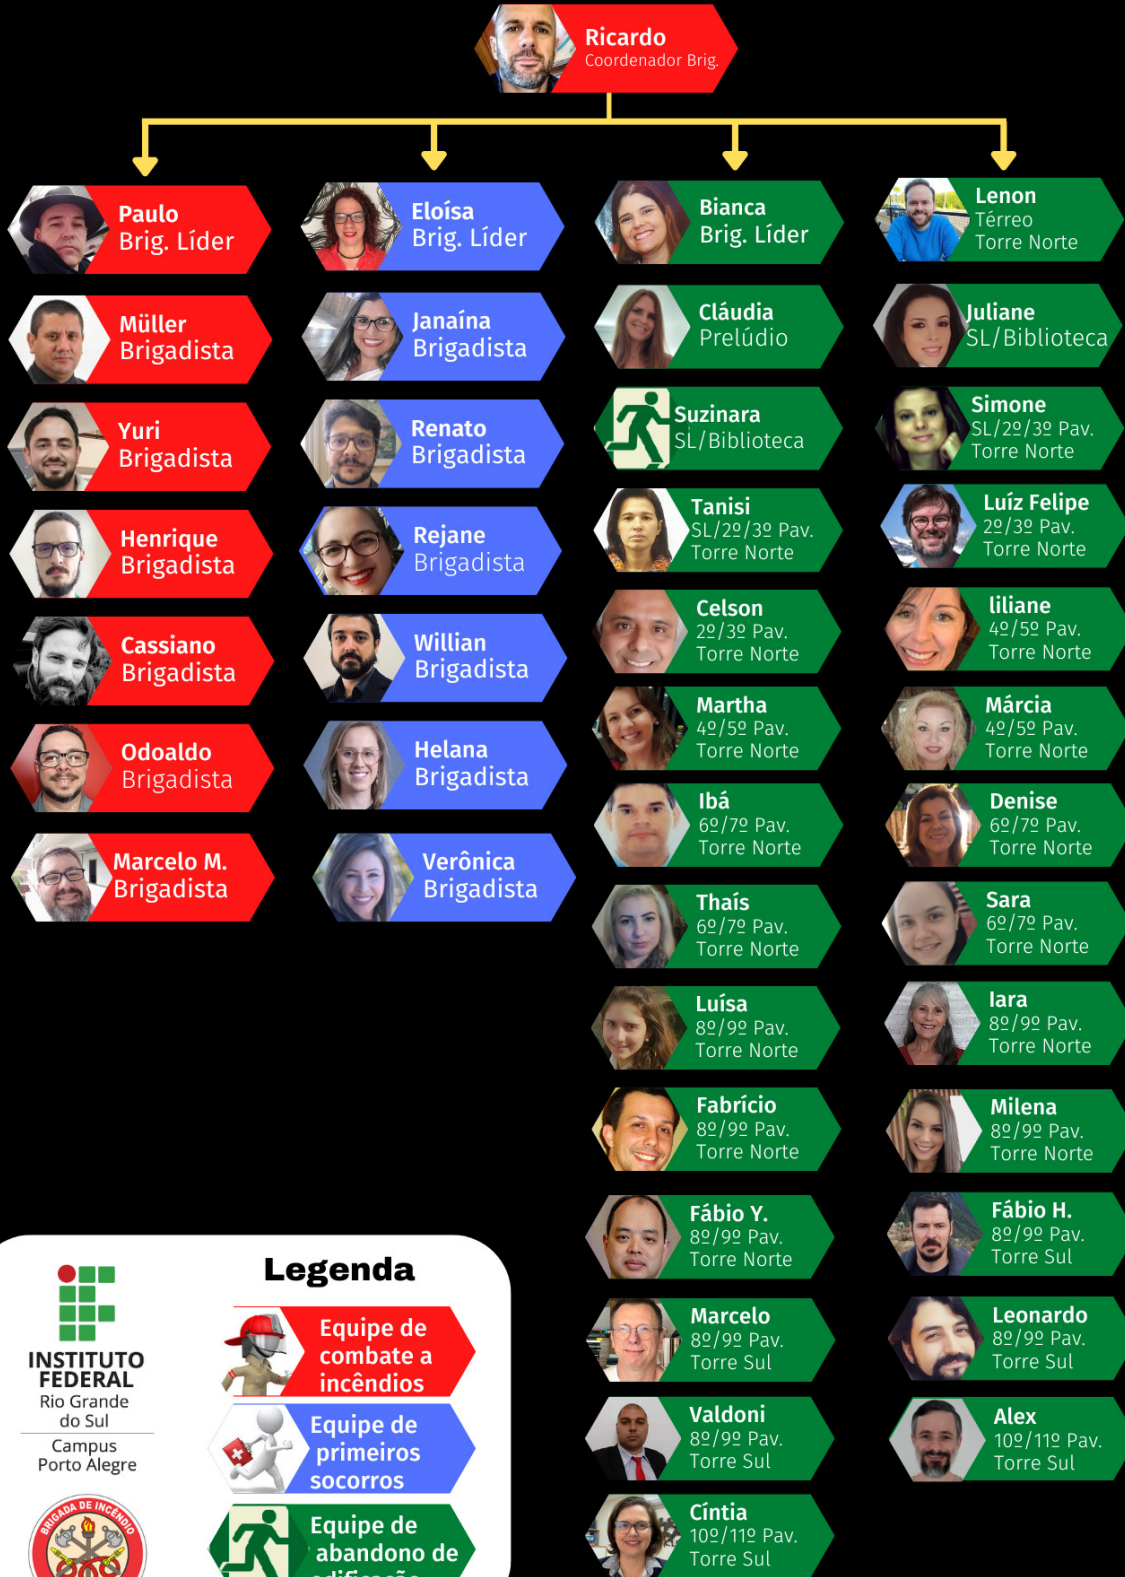 Ricardo
Coordenador Brig.
Paulo
Brig. Líder
Müller
Brigadista
Yuri
Brigadista
Henrique
Brigadista
Cassiano
Brigadista
Odoaldo
Brigadista
Marcelo M.
Brigadista
Eloísa
Brig. Líder
Janaína
Brigadista
Renato
Brigadista
Rejane
Brigadista
Willian
Brigadista
Helana
Brigadista
Verônica
Brigadista
Bianca
Brig. Líder
Cláudia
Prelúdio
Suzinara
SL/Biblioteca
Tanisi
SL/2º/3º Pav.
Torre Norte
Celson
2º/3º Pav.
Torre Norte
Martha
4º/5º Pav.
Torre Norte
Ibá
6º/7º Pav.
Torre Norte
Thaís
6º/7º Pav.
Torre Norte
Luísa
8º/9º Pav.
Torre Norte
Fabrício
8º/9º Pav.
Torre Norte
Fábio Y.
8º/9º Pav.
Torre Norte
Marcelo
8º/9º Pav.
Torre Sul
Valdoni
8º/9º Pav.
Torre Sul
Cíntia
10º/11º Pav.
Torre Sul
Lenon
Térreo
Torre Norte
Juliane
SL/Biblioteca
Simone
SL/2º/3º Pav.
Torre Norte
Luíz Felipe
2º/3º Pav.
Torre Norte
liliane
4º/5º Pav.
Torre Norte
Márcia
4º/5º Pav.
Torre Norte
Denise
6º/7º Pav.
Torre Norte
Sara
6º/7º Pav.
Torre Norte
Iara
8º/9º Pav.
Torre Norte
Milena
8º/9º Pav.
Torre Norte
Fábio H.
8º/9º Pav.
Torre Sul
Leonardo
8º/9º Pav.
Torre Sul
Alex
10º/11º Pav.
Torre Sul
INSTITUTO
FEDERAL
Rio Grande
do Sul
Campus
Porto Alegre
BRIGADA DE INCÊNDIO
Legenda
Equipe de
combate a
incêndios
Equipe de
primeiros
socorros
Equipe de
abandono de
edificação